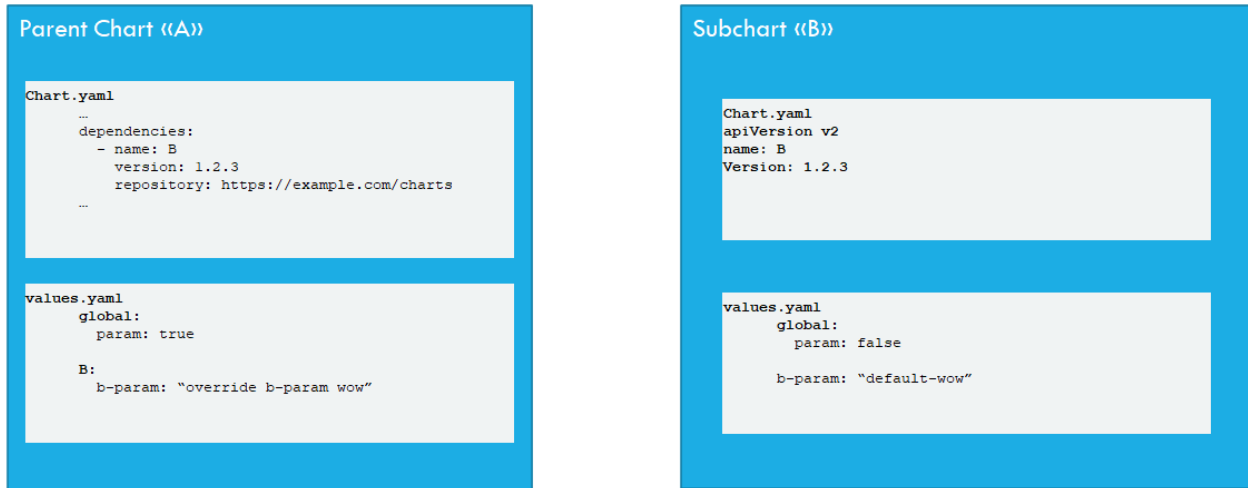 Parent Chart «A»
Chart.yaml
…
dependencies:
- name: B
version: 1.2.3
repository: https://example.com/charts
…
values.yaml
global:
param: true
B:
b-param: “override b-param wow”
Subchart «B»
Chart.yaml
apiVersion v2
name: B
Version: 1.2.3
values.yaml
global:
param: false
b-param: “default-wow”